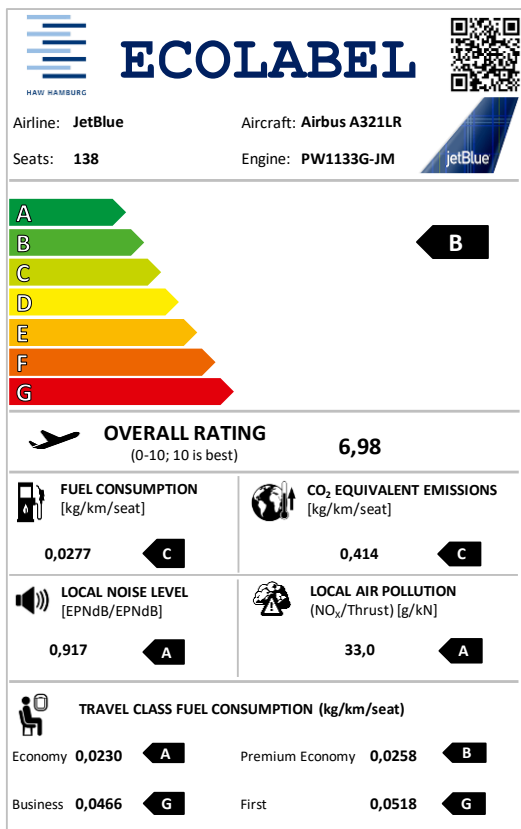 HAW HAMBURG
ECOLABEL
Airline: JetBlue Aircraft: Airbus A321LR
Seats: 138 Engine: PW1133G-JM
jetBlue
A
B B
C
D
E
F
G
OVERALL RATING
(0-10; 10 is best) 6,98
FUEL CONSUMPTION
[kg/km/seat]
0,0277 C
CO₂ EQUIVALENT EMISSIONS
[kg/km/seat]
0,414 C
LOCAL NOISE LEVEL
[EPNdB/EPNdB]
0,917 A
LOCAL AIR POLLUTION
(NOₓ/Thrust) [g/kN]
33,0 A
TRAVEL CLASS FUEL CONSUMPTION (kg/km/seat)
Economy 0,0230 A Premium Economy 0,0258 B
Business 0,0466 G First 0,0518 G